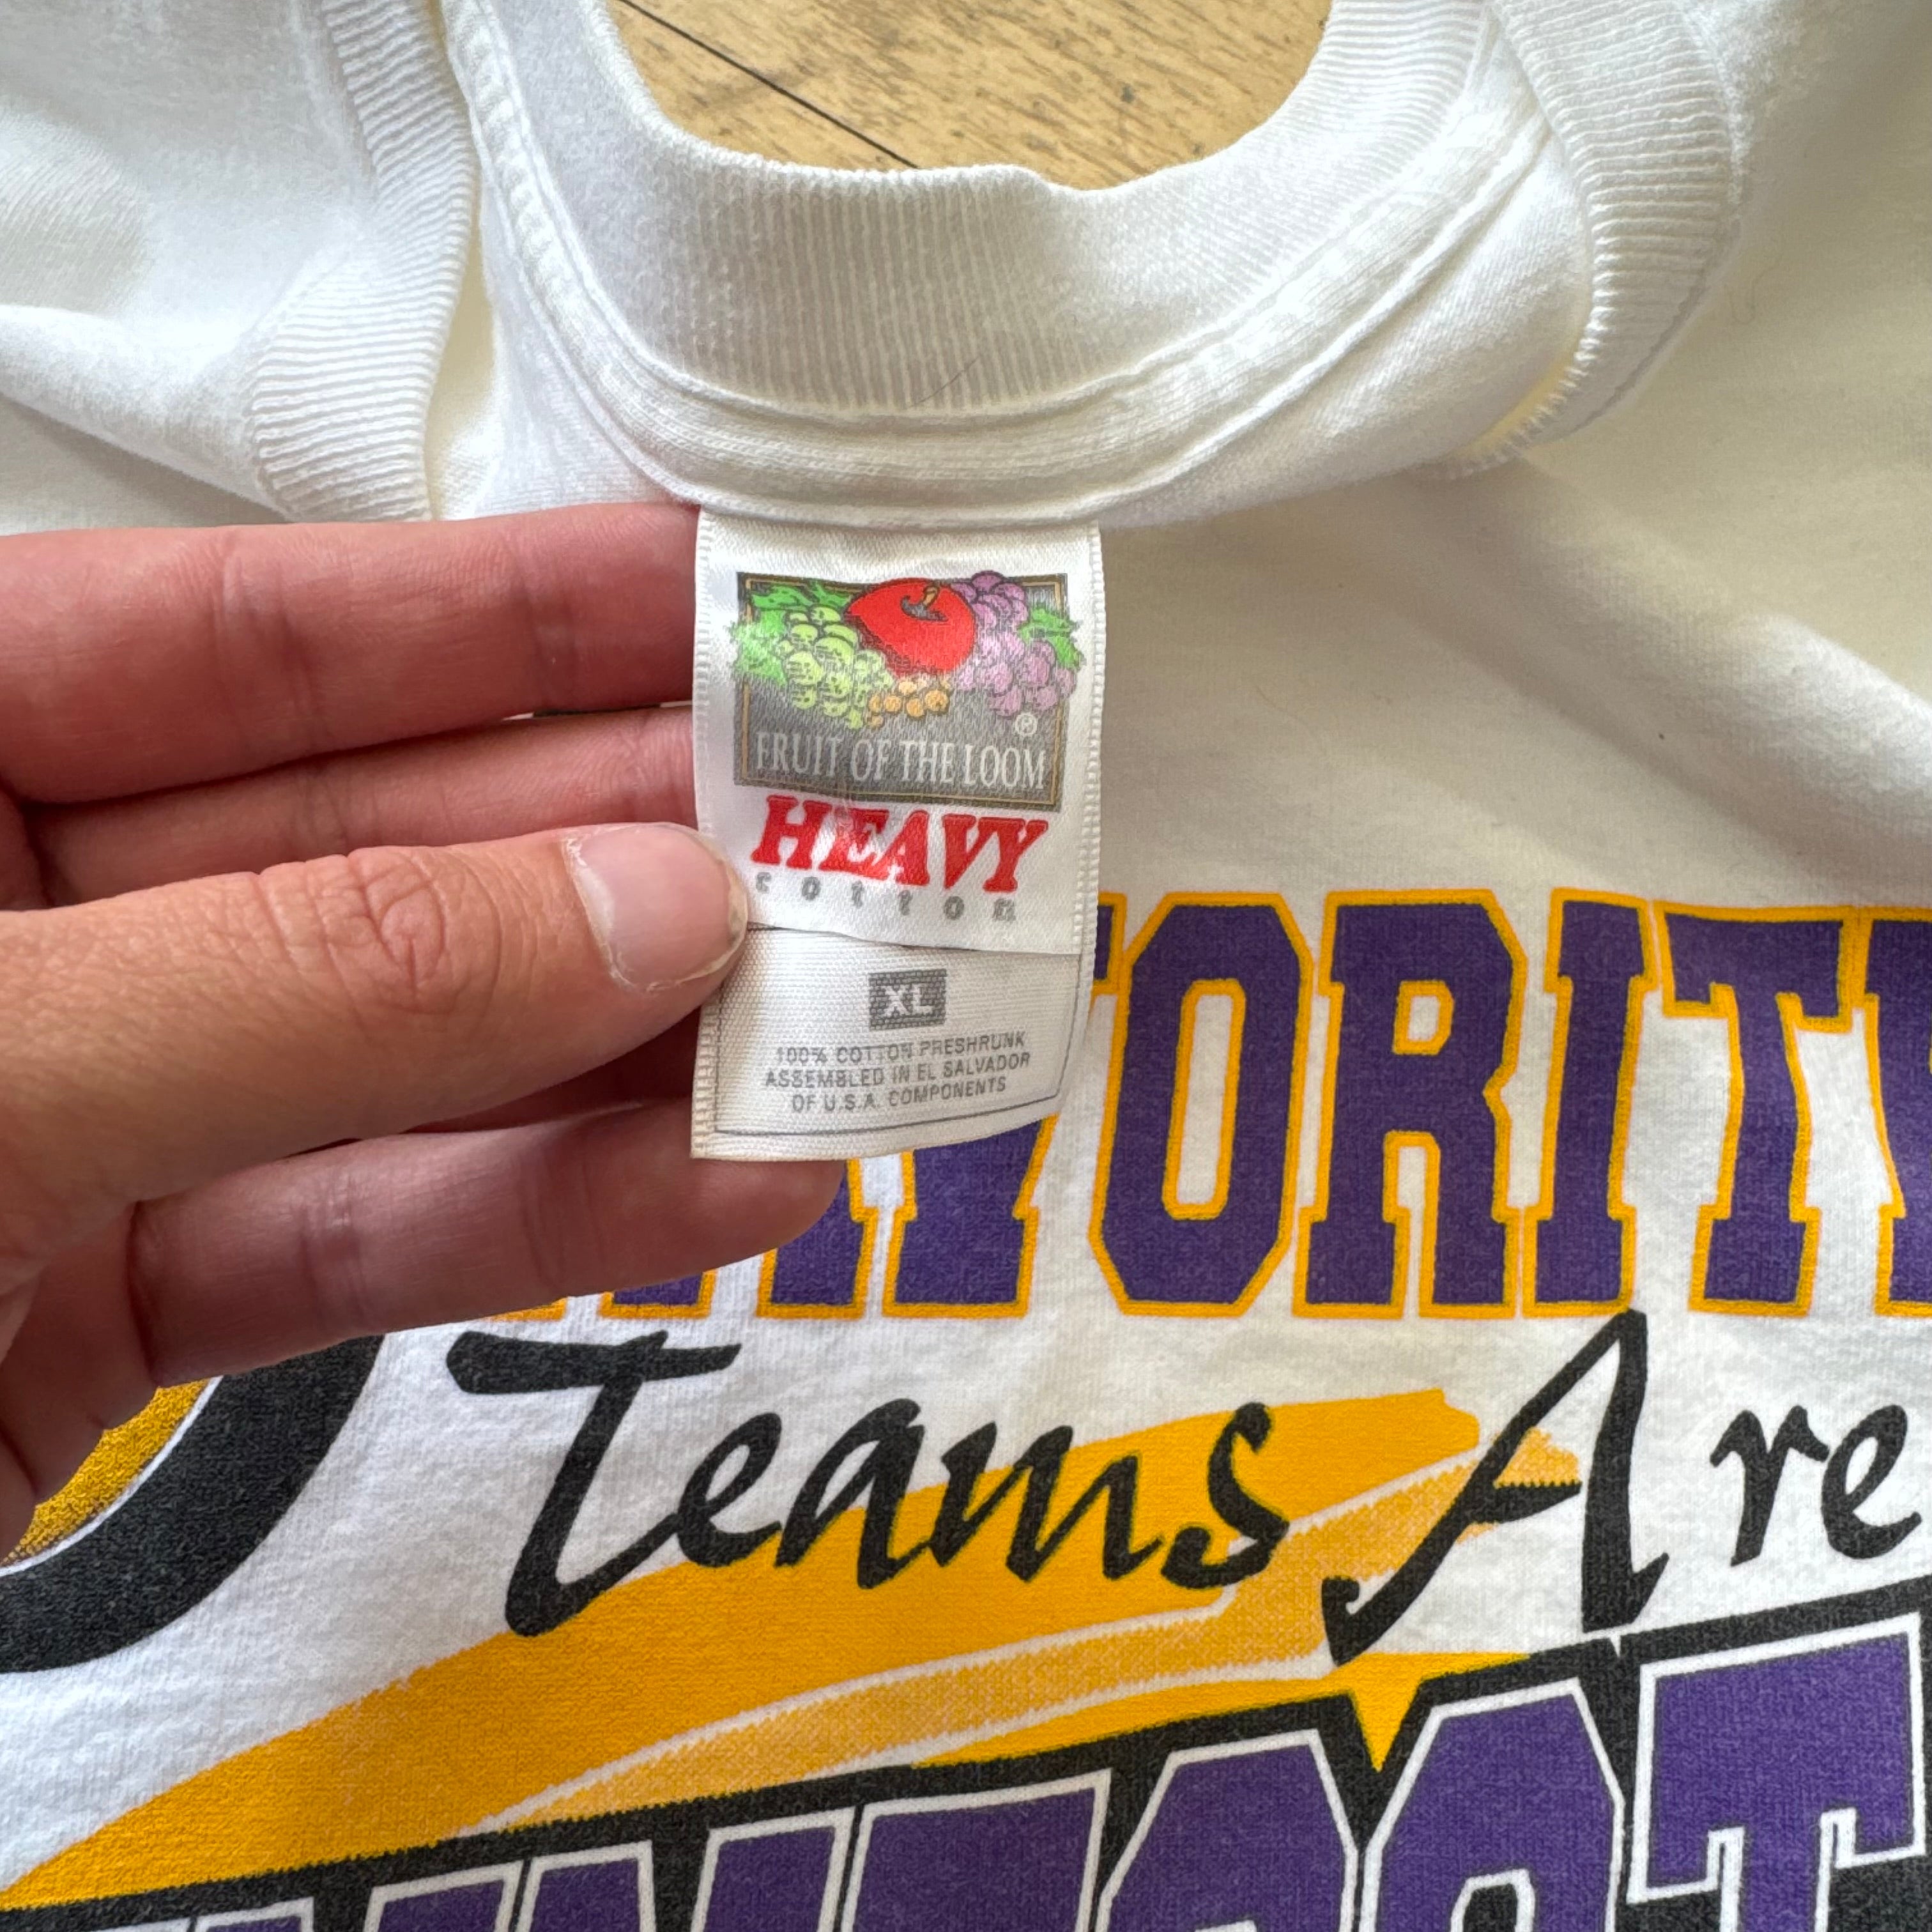 FRUIT OF THE LOOM ®
HEAVY
cotton
XL
100% COTTON PRESHRUNK
ASSEMBLED IN EL SALVADOR
OF U.S.A. COMPONENTS
Teams Are